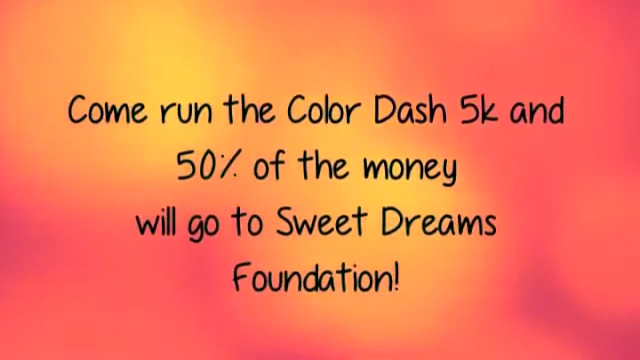 Come run the Color Dash 5k and
50% of the money
will go to Sweet Dreams
Foundation!